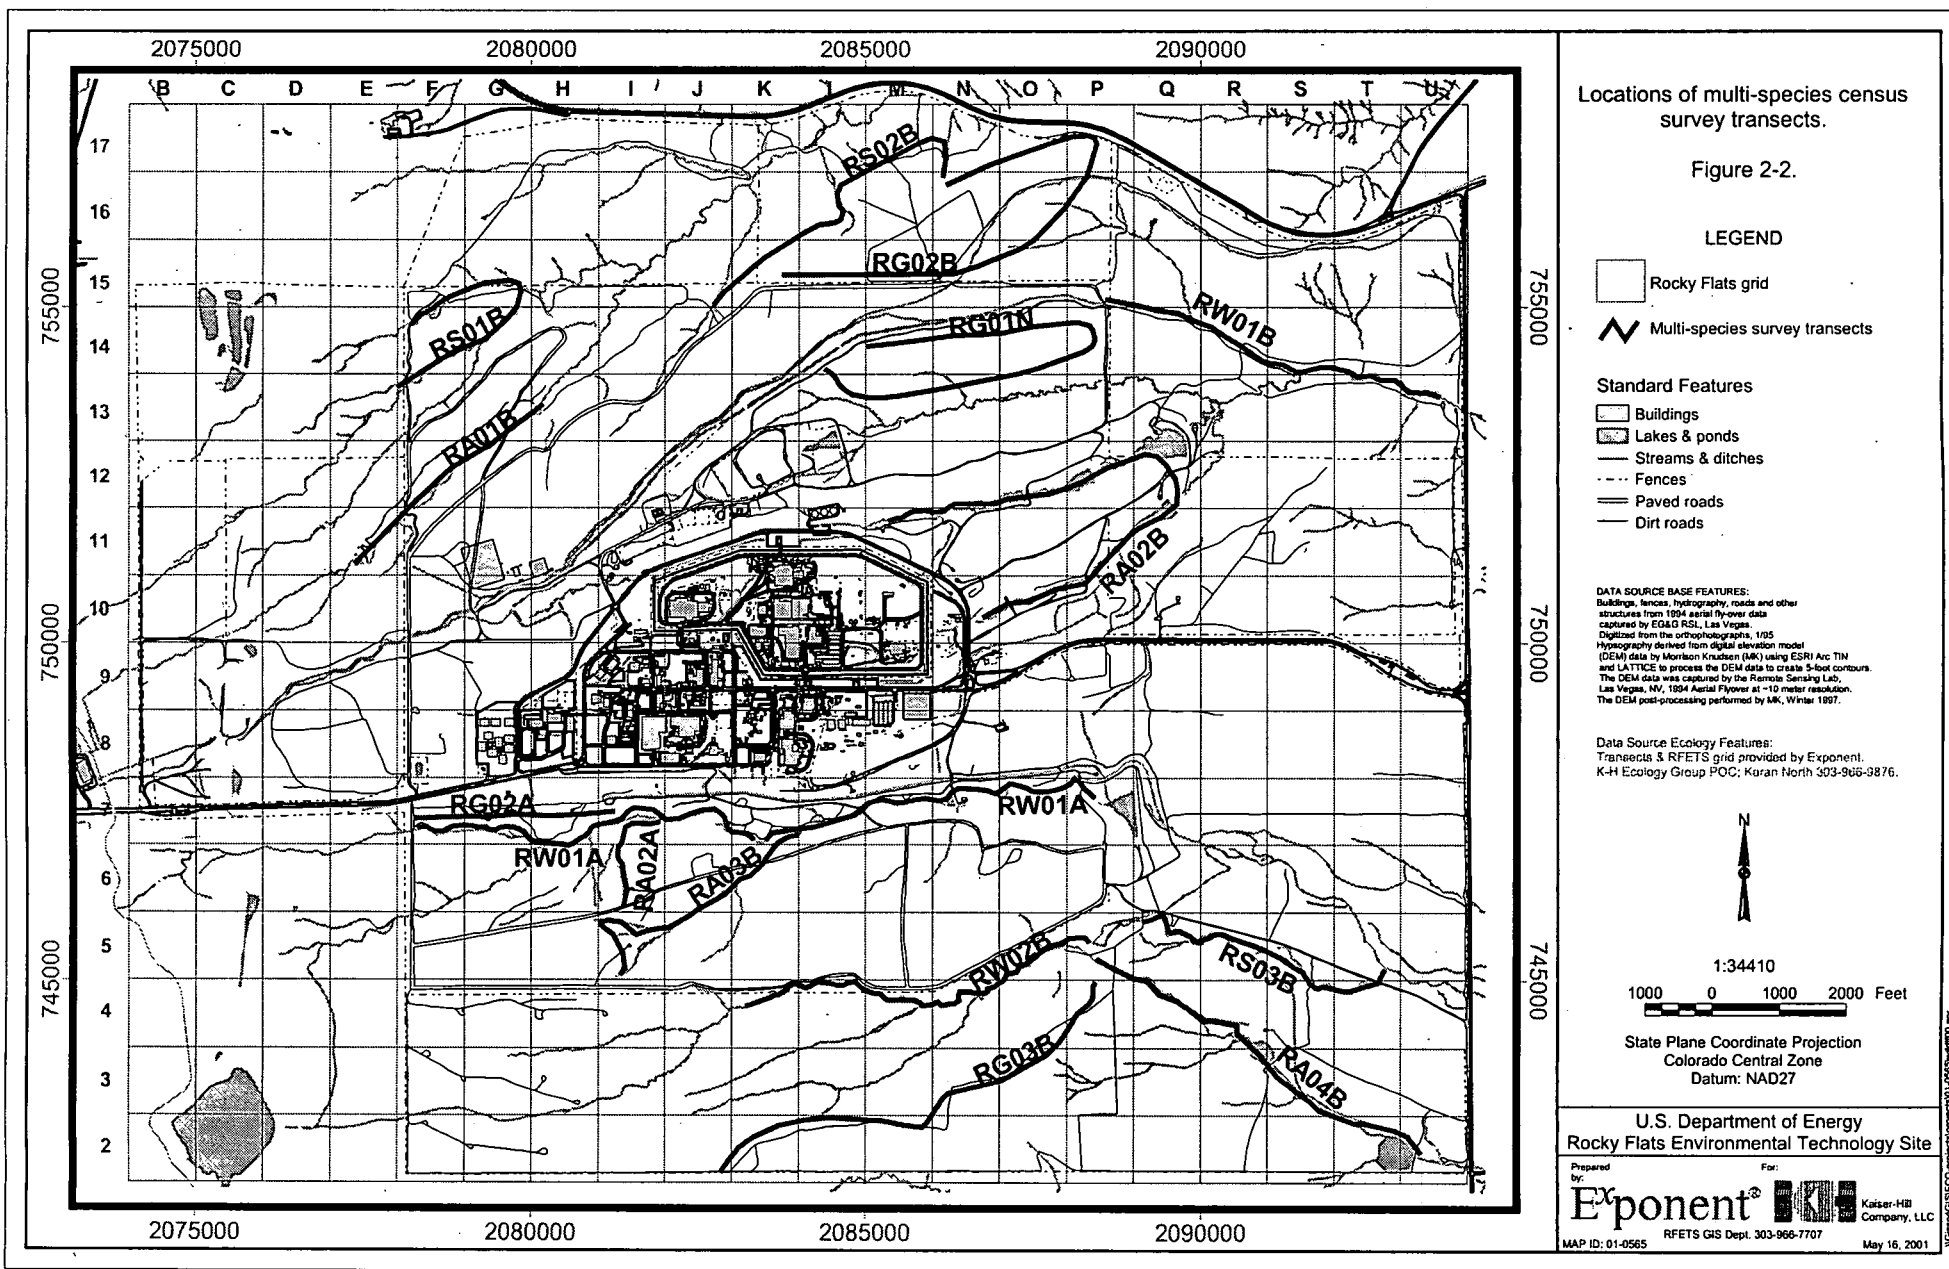 2075000 2080000 2085000 2090000
B C D E F G H I J K L M N O P Q R S T U
17
16
15
14
13
12
11
10
9
8
7
6
5
4
3
2
755000
750000
745000
755000
750000
745000
RS02B
RG02B
RS01B
RG01N
RW01B
RA01B
RA02B
RG02A
RW01A
RW01A
RA02A
RA03B
RW02B
RS03B
RG03B
RA04B
2075000 2080000 2085000 2090000
Locations of multi-species census
survey transects.
Figure 2-2.
LEGEND
Rocky Flats grid
Multi-species survey transects
Standard Features
Buildings
Lakes & ponds
Streams & ditches
Fences
Paved roads
Dirt roads
DATA SOURCE BASE FEATURES:
Buildings, fences, hydrography, roads and other
structures from 1994 aerial fly-over data
captured by EG&G RSL, Las Vegas.
Digitized from the orthophotographs, 1/95
Hypsography derived from digital elevation model
(DEM) data by Morrison Knudsen (MK) using ESRI Arc TIN
and LATTICE to process the DEM data to create 5-foot contours.
The DEM data was captured by the Remote Sensing Lab,
Las Vegas, NV, 1994 Aerial Flyover at ~10 meter resolution.
The DEM post-processing performed by MK, Winter 1997.
Data Source Ecology Features:
Transects & RFETS grid provided by Exponent.
K-H Ecology Group POC: Karan North 303-966-9876.
N
1:34410
1000 0 1000 2000 Feet
State Plane Coordinate Projection
Colorado Central Zone
Datum: NAD27
U.S. Department of Energy
Rocky Flats Environmental Technology Site
Prepared
by:
For:
Exponent®
Kaiser-Hill
Company, LLC
RFETS GIS Dept. 303-966-7707
MAP ID: 01-0565
May 16, 2001